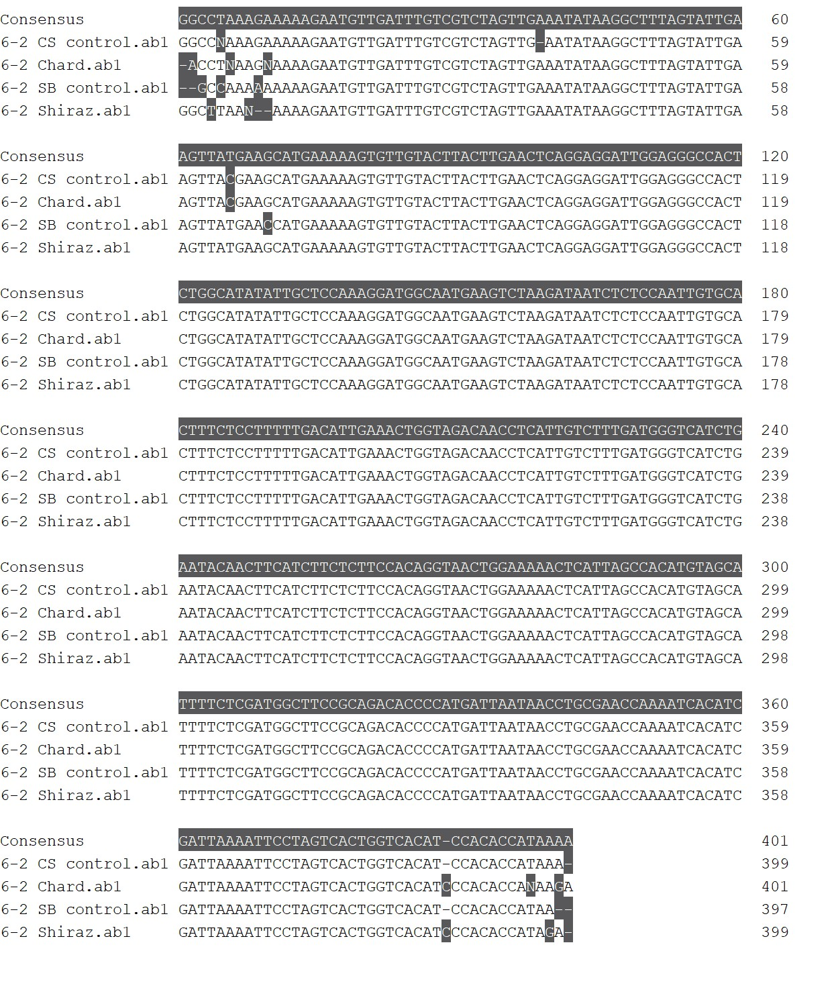 Consensus GGCCTAAAGAAAAAGAATGTTGATTTGTCGTCTAGTTGAAATATAAGGCTTTAGTATTGA 60
6-2 CS control.ab1 GGCCNAAAGAAAAAGAATGTTGATTTGTCGTCTAGTTG-AATATAAGGCTTTAGTATTGA 59
6-2 Chard.ab1 -ACCTNAAGNAAAAGAATGTTGATTTGTCGTCTAGTTGAAATATAAGGCTTTAGTATTGA 59
6-2 SB control.ab1 --GCCAAAAAAAAAGAATGTTGATTTGTCGTCTAGTTGAAATATAAGGCTTTAGTATTGA 58
6-2 Shiraz.ab1 GGCTTAAN--AAAAGAATGTTGATTTGTCGTCTAGTTGAAATATAAGGCTTTAGTATTGA 58
Consensus AGTTATGAAGCATGAAAAAGTGTTGTACTTACTTGAACTCAGGAGGATTGGAGGGCCACT 120
6-2 CS control.ab1 AGTTACGAAGCATGAAAAAGTGTTGTACTTACTTGAACTCAGGAGGATTGGAGGGCCACT 119
6-2 Chard.ab1 AGTTACGAAGCATGAAAAAGTGTTGTACTTACTTGAACTCAGGAGGATTGGAGGGCCACT 119
6-2 SB control.ab1 AGTTATGAACCATGAAAAAGTGTTGTACTTACTTGAACTCAGGAGGATTGGAGGGCCACT 118
6-2 Shiraz.ab1 AGTTATGAAGCATGAAAAAGTGTTGTACTTACTTGAACTCAGGAGGATTGGAGGGCCACT 118
Consensus CTGGCATATATTGCTCCAAAGGATGGCAATGAAGTCTAAGATAATCTCTCCAATTGTGCA 180
6-2 CS control.ab1 CTGGCATATATTGCTCCAAAGGATGGCAATGAAGTCTAAGATAATCTCTCCAATTGTGCA 179
6-2 Chard.ab1 CTGGCATATATTGCTCCAAAGGATGGCAATGAAGTCTAAGATAATCTCTCCAATTGTGCA 179
6-2 SB control.ab1 CTGGCATATATTGCTCCAAAGGATGGCAATGAAGTCTAAGATAATCTCTCCAATTGTGCA 178
6-2 Shiraz.ab1 CTGGCATATATTGCTCCAAAGGATGGCAATGAAGTCTAAGATAATCTCTCCAATTGTGCA 178
Consensus CTTTCTCCTTTTTGACATTGAAACTGGTAGACAACCTCATTGTCTTTGATGGGTCATCTG 240
6-2 CS control.ab1 CTTTCTCCTTTTTGACATTGAAACTGGTAGACAACCTCATTGTCTTTGATGGGTCATCTG 239
6-2 Chard.ab1 CTTTCTCCTTTTTGACATTGAAACTGGTAGACAACCTCATTGTCTTTGATGGGTCATCTG 239
6-2 SB control.ab1 CTTTCTCCTTTTTGACATTGAAACTGGTAGACAACCTCATTGTCTTTGATGGGTCATCTG 238
6-2 Shiraz.ab1 CTTTCTCCTTTTTGACATTGAAACTGGTAGACAACCTCATTGTCTTTGATGGGTCATCTG 238
Consensus AATACAACTTCATCTTCTCTTCCACAGGTAACTGGAAAAACTCATTAGCCACATGTAGCA 300
6-2 CS control.ab1 AATACAACTTCATCTTCTCTTCCACAGGTAACTGGAAAAACTCATTAGCCACATGTAGCA 299
6-2 Chard.ab1 AATACAACTTCATCTTCTCTTCCACAGGTAACTGGAAAAACTCATTAGCCACATGTAGCA 299
6-2 SB control.ab1 AATACAACTTCATCTTCTCTTCCACAGGTAACTGGAAAAACTCATTAGCCACATGTAGCA 298
6-2 Shiraz.ab1 AATACAACTTCATCTTCTCTTCCACAGGTAACTGGAAAAACTCATTAGCCACATGTAGCA 298
Consensus TTTTCTCGATGGCTTCCGCAGACACCCCATGATTAATAACCTGCGAACCAAAATCACATC 360
6-2 CS control.ab1 TTTTCTCGATGGCTTCCGCAGACACCCCATGATTAATAACCTGCGAACCAAAATCACATC 359
6-2 Chard.ab1 TTTTCTCGATGGCTTCCGCAGACACCCCATGATTAATAACCTGCGAACCAAAATCACATC 359
6-2 SB control.ab1 TTTTCTCGATGGCTTCCGCAGACACCCCATGATTAATAACCTGCGAACCAAAATCACATC 358
6-2 Shiraz.ab1 TTTTCTCGATGGCTTCCGCAGACACCCCATGATTAATAACCTGCGAACCAAAATCACATC 358
Consensus GATTAAAATTCCTAGTCACTGGTCACAT-CCACACCATAAAA 401
6-2 CS control.ab1 GATTAAAATTCCTAGTCACTGGTCACAT-CCACACCATAAA- 399
6-2 Chard.ab1 GATTAAAATTCCTAGTCACTGGTCACATCCCACACCANAAGA 401
6-2 SB control.ab1 GATTAAAATTCCTAGTCACTGGTCACAT-CCACACCATAA-- 397
6-2 Shiraz.ab1 GATTAAAATTCCTAGTCACTGGTCACATCCCACACCATAGA- 399